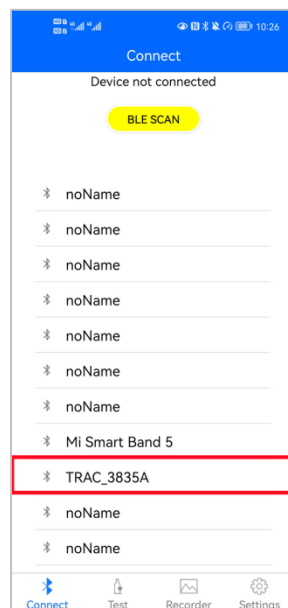 10:26
Connect
Device not connected
BLE SCAN
noName
noName
noName
noName
noName
noName
noName
Mi Smart Band 5
TRAC_3835A
noName
noName
Connect Test Recorder Settings